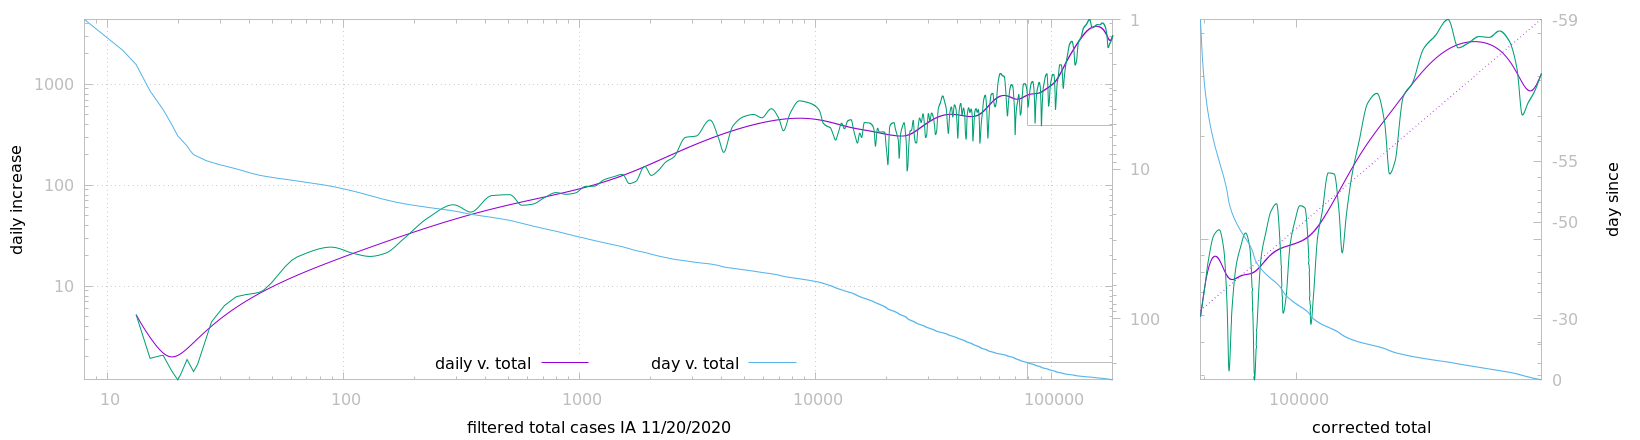 1
-59
1000
daily increase
100
10
10
100
-55
-50
-30
0
day since
daily v. total
day v. total
10
100
1000
10000
100000
100000
filtered total cases IA 11/20/2020
corrected total